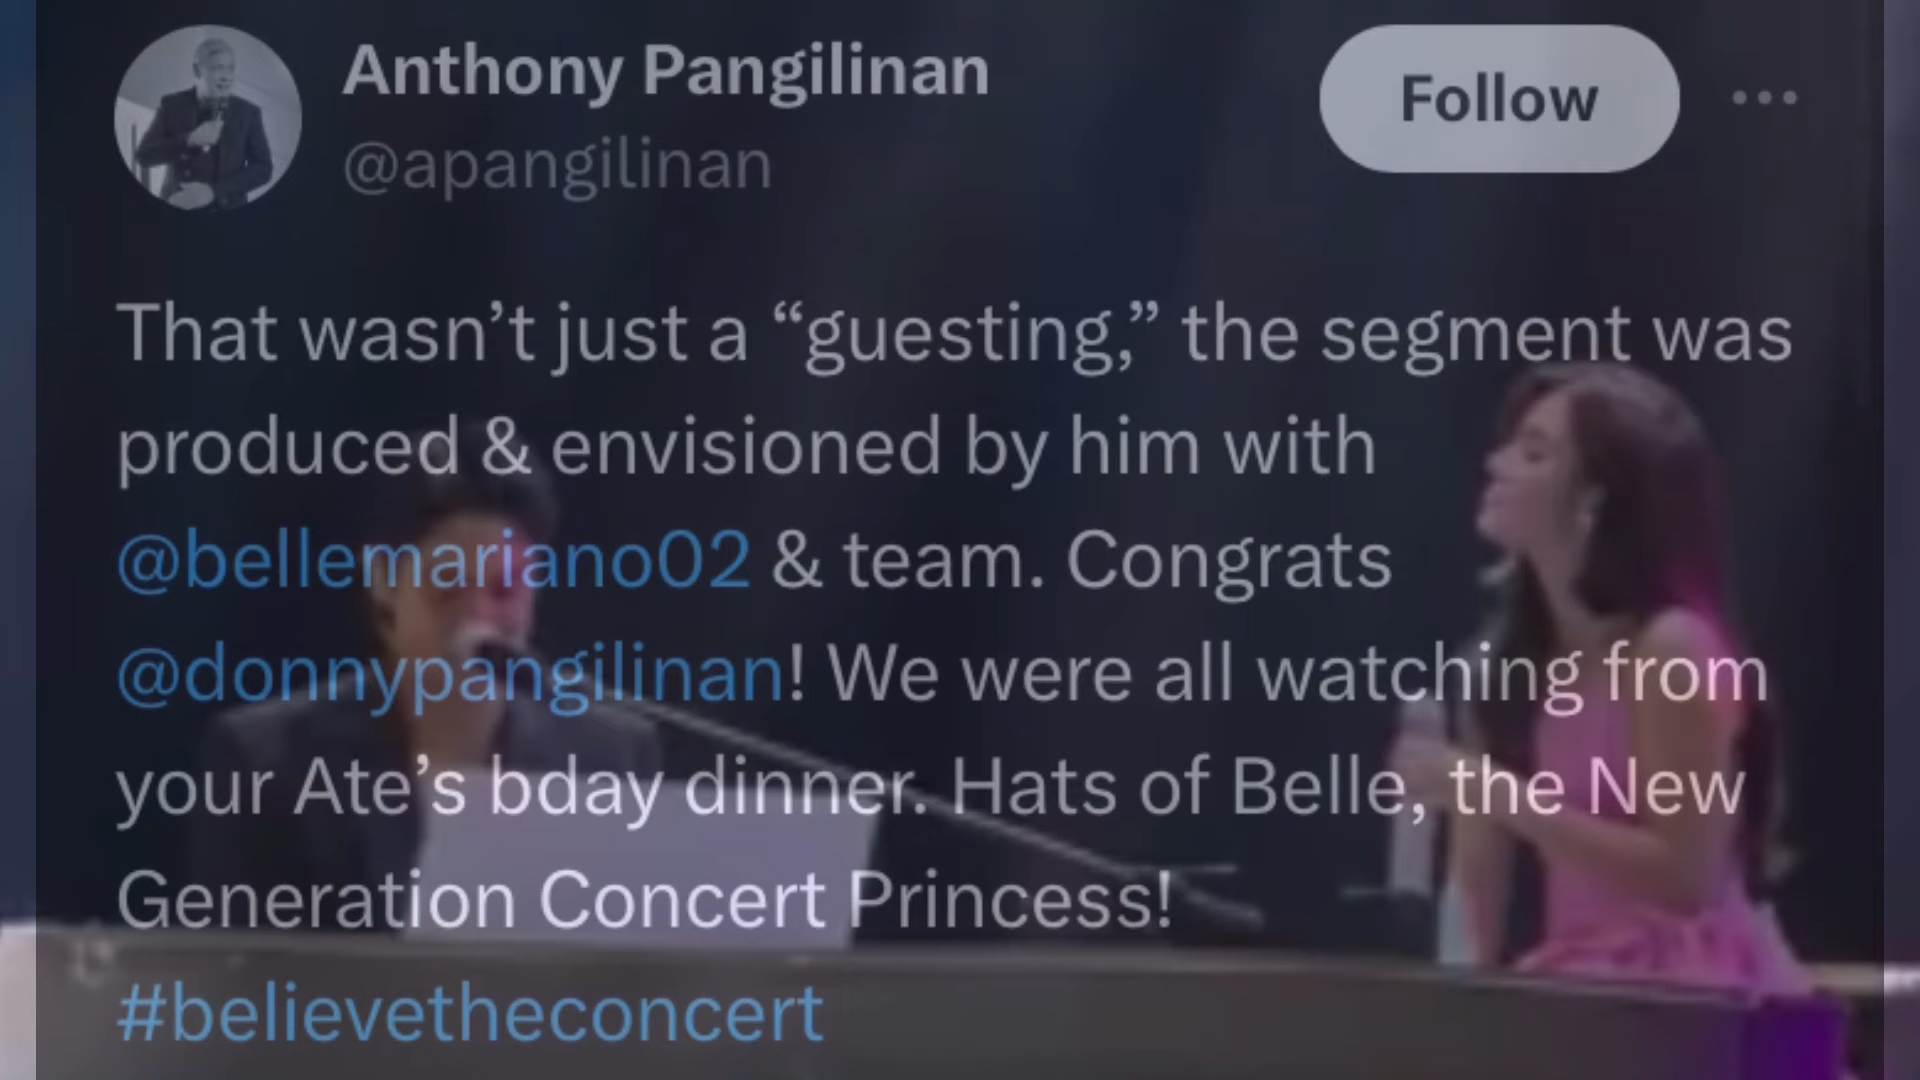 Anthony Pangilinan
@apangilinan
Follow
That wasn’t just a “guesting,” the segment was
produced & envisioned by him with
@bellemariano02 & team. Congrats
@donnypangilinan! We were all watching from
your Ate’s bday dinner. Hats of Belle, the New
Generation Concert Princess!
#believetheconcert